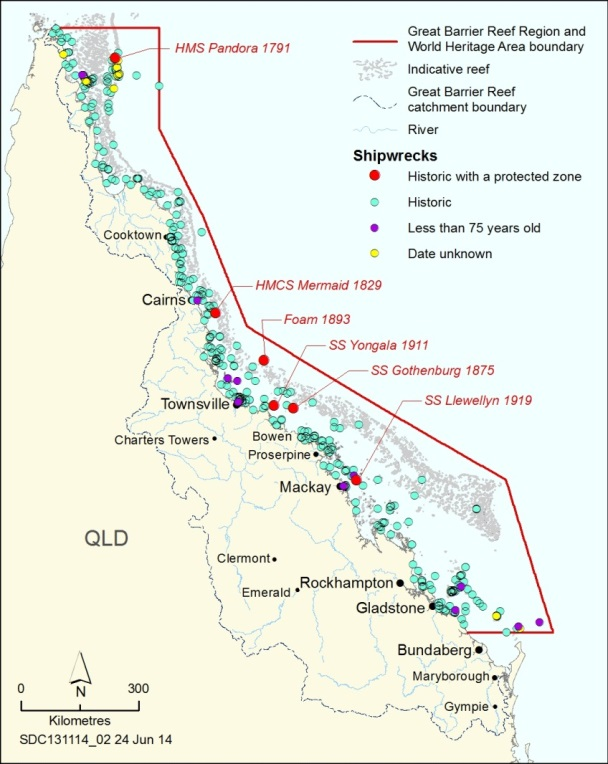 HMS Pandora 1791
Great Barrier Reef Region and
World Heritage Area boundary
Indicative reef
Great Barrier Reef
catchment boundary
River
Shipwrecks
Historic with a protected zone
Historic
Less than 75 years old
Date unknown
Cooktown
HMCS Mermaid 1829
Cairns
Foam 1893
SS Yongala 1911
SS Gothenburg 1875
SS Llewellyn 1919
Townsville
Charters Towers
Bowen
Proserpine
Mackay
QLD
Clermont
Emerald
Rockhampton
Gladstone
Bundaberg
Maryborough
Gympie
N
0 300
Kilometres
SDC131114_02 24 Jun 14